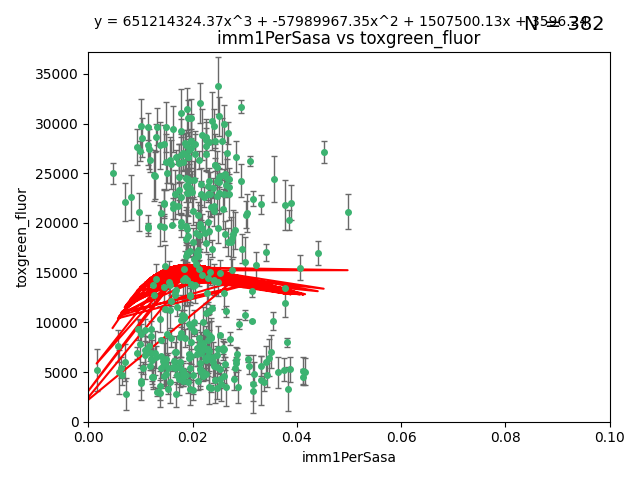 y = 651214324.37x^3 + -57989967.35x^2 + 1507500.13x +
N = 382
imm1PerSasa vs toxgreen_fluor
toxgreen_fluor
35000
30000
25000
20000
15000
10000
5000
0
0.00 0.02 0.04 0.06 0.08 0.10
imm1PerSasa